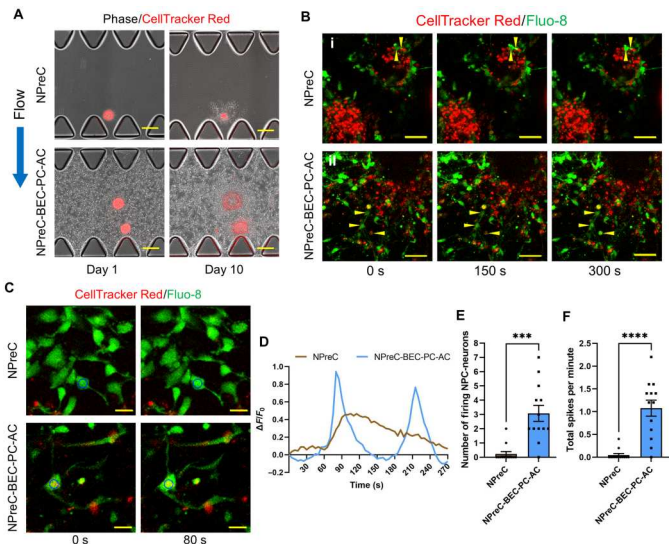 A
Phase/CellTracker Red
NPreC
Flow
NPreC-BEC-PC-AC
Day 1
Day 10
B
CellTracker Red/Fluo-8
i
NPreC
ii
NPreC-BEC-PC-AC
0 s
150 s
300 s
C
CellTracker Red/Fluo-8
NPreC
NPreC-BEC-PC-AC
0 s
80 s
D
NPreC
NPreC-BEC-PC-AC
ΔF/F0
1.0
0.8
0.6
0.4
0.2
0.0
−0.2
30
60
90
120
150
180
210
240
270
Time (s)
E
Number of firing NPC-neurons
8
7
6
5
4
3
2
1
0
***
NPreC
NPreC-BEC-PC-AC
F
Total spikes per minute
2.5
2.0
1.5
1.0
0.5
0.0
****
NPreC
NPreC-BEC-PC-AC